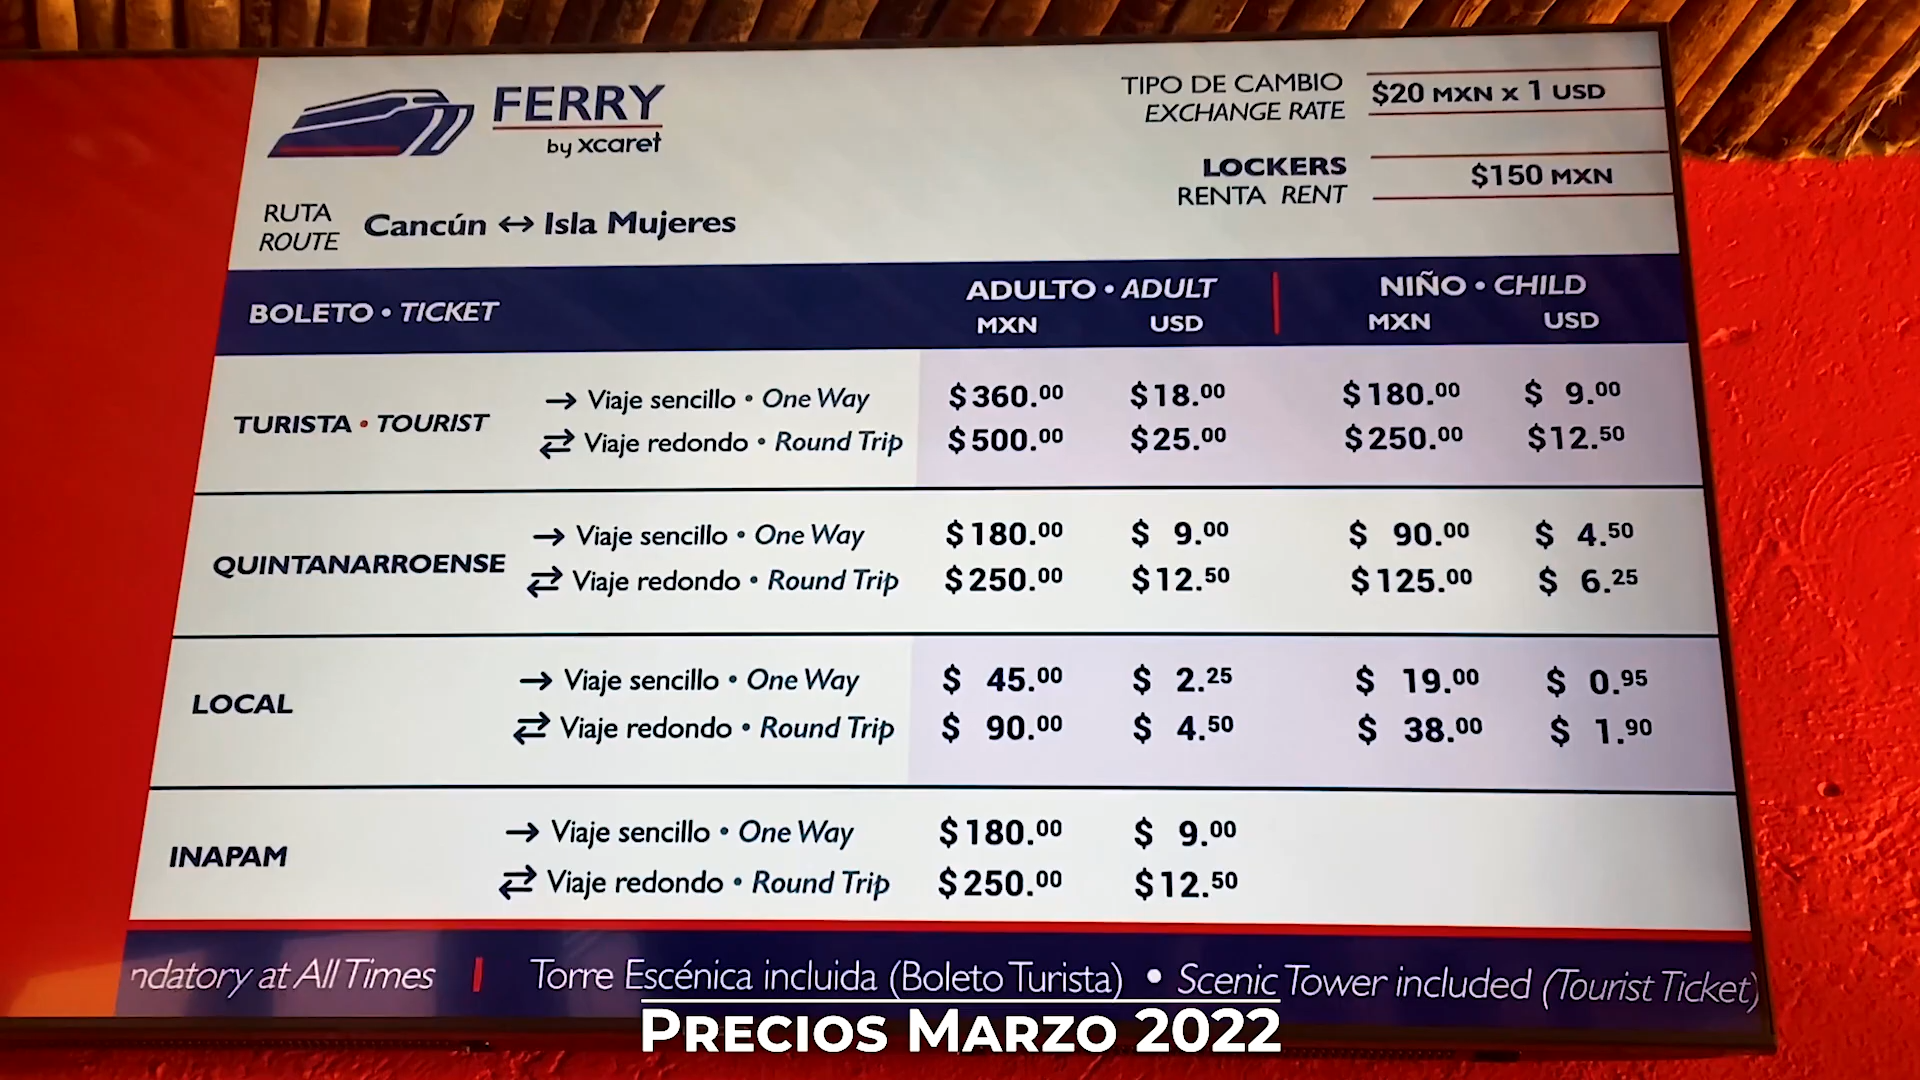 FERRY
by xcaret
TIPO DE CAMBIO
EXCHANGE RATE
$20 MXN x 1 USD
LOCKERS
RENTA RENT
$150 MXN
RUTA
ROUTE
Cancún ↔ Isla Mujeres
BOLETO • TICKET
ADULTO • ADULT
MXN USD
NIÑO • CHILD
MXN USD
TURISTA • TOURIST
→ Viaje sencillo • One Way $360.00 $18.00 $180.00 $ 9.00
⇄ Viaje redondo • Round Trip $500.00 $25.00 $250.00 $12.50
QUINTANARROENSE
→ Viaje sencillo • One Way $180.00 $ 9.00 $ 90.00 $ 4.50
⇄ Viaje redondo • Round Trip $250.00 $12.50 $125.00 $ 6.25
LOCAL
→ Viaje sencillo • One Way $ 45.00 $ 2.25 $ 19.00 $ 0.95
⇄ Viaje redondo • Round Trip $ 90.00 $ 4.50 $ 38.00 $ 1.90
INAPAM
→ Viaje sencillo • One Way $180.00 $ 9.00
⇄ Viaje redondo • Round Trip $250.00 $12.50
ndatory at All Times | Torre Escénica incluida (Boleto Turista) • Scenic Tower included (Tourist Ticket)
PRECIOS MARZO 2022